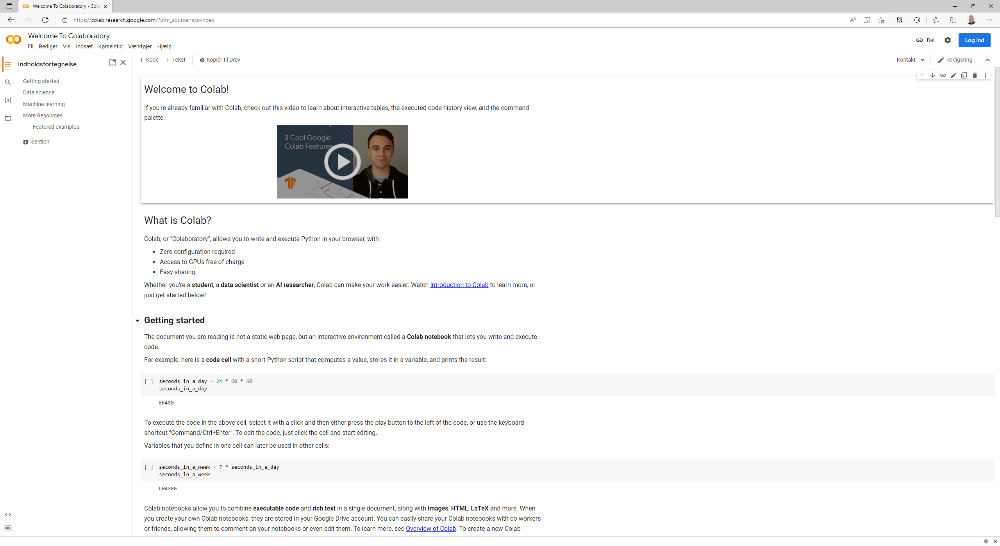 Welcome To Colaboratory - Cola
https://colab.research.google.com/?utm_source=scs-index
PG
Welcome To Colaboratory
Fil Rediger Vis Indsæt Kørselstid Værktøjer Hjælp
Del
Log ind
Indholdsfortegnelse
Getting started
Data science
Machine learning
More Resources
Featured examples
Sektion
+ Kode + Tekst Kopiér til Drev
Kontakt Redigering
Welcome to Colab!
If you're already familiar with Colab, check out this video to learn about interactive tables, the executed code history view, and the command
palette.
3 Cool Google
Colab Features
What is Colab?
Colab, or "Colaboratory", allows you to write and execute Python in your browser, with
• Zero configuration required
• Access to GPUs free of charge
• Easy sharing
Whether you're a student, a data scientist or an AI researcher, Colab can make your work easier. Watch Introduction to Colab to learn more, or
just get started below!
Getting started
The document you are reading is not a static web page, but an interactive environment called a Colab notebook that lets you write and execute
code.
For example, here is a code cell with a short Python script that computes a value, stores it in a variable, and prints the result:
[ ] seconds_in_a_day = 24 * 60 * 60
seconds_in_a_day
86400
To execute the code in the above cell, select it with a click and then either press the play button to the left of the code, or use the keyboard
shortcut "Command/Ctrl+Enter". To edit the code, just click the cell and start editing.
Variables that you define in one cell can later be used in other cells:
[ ] seconds_in_a_week = 7 * seconds_in_a_day
seconds_in_a_week
604800
Colab notebooks allow you to combine executable code and rich text in a single document, along with images, HTML, LaTeX and more. When
you create your own Colab notebooks, they are stored in your Google Drive account. You can easily share your Colab notebooks with co-workers
or friends, allowing them to comment on your notebooks or even edit them. To learn more, see Overview of Colab. To create a new Colab